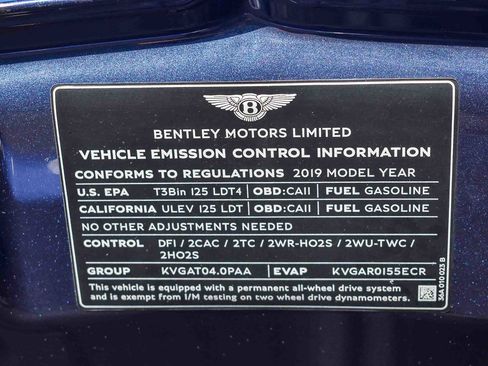 B
BENTLEY MOTORS LIMITED
VEHICLE EMISSION CONTROL INFORMATION
CONFORMS TO REGULATIONS 2019 MODEL YEAR
U.S. EPA T3Bin 125 LDT4 OBD:CAII FUEL GASOLINE
CALIFORNIA ULEV 125 LDT OBD:CAII FUEL GASOLINE
NO OTHER ADJUSTMENTS NEEDED
CONTROL DFI / 2CAC / 2TC / 2WR-HO2S / 2WU-TWC /
2HO2S
GROUP KVGAT04.0PAA EVAP KVGAR0155ECR
This vehicle is equipped with a permanent all-wheel drive system
and is exempt from I/M testing on two wheel drive dynamometers.
36A 010 023 B